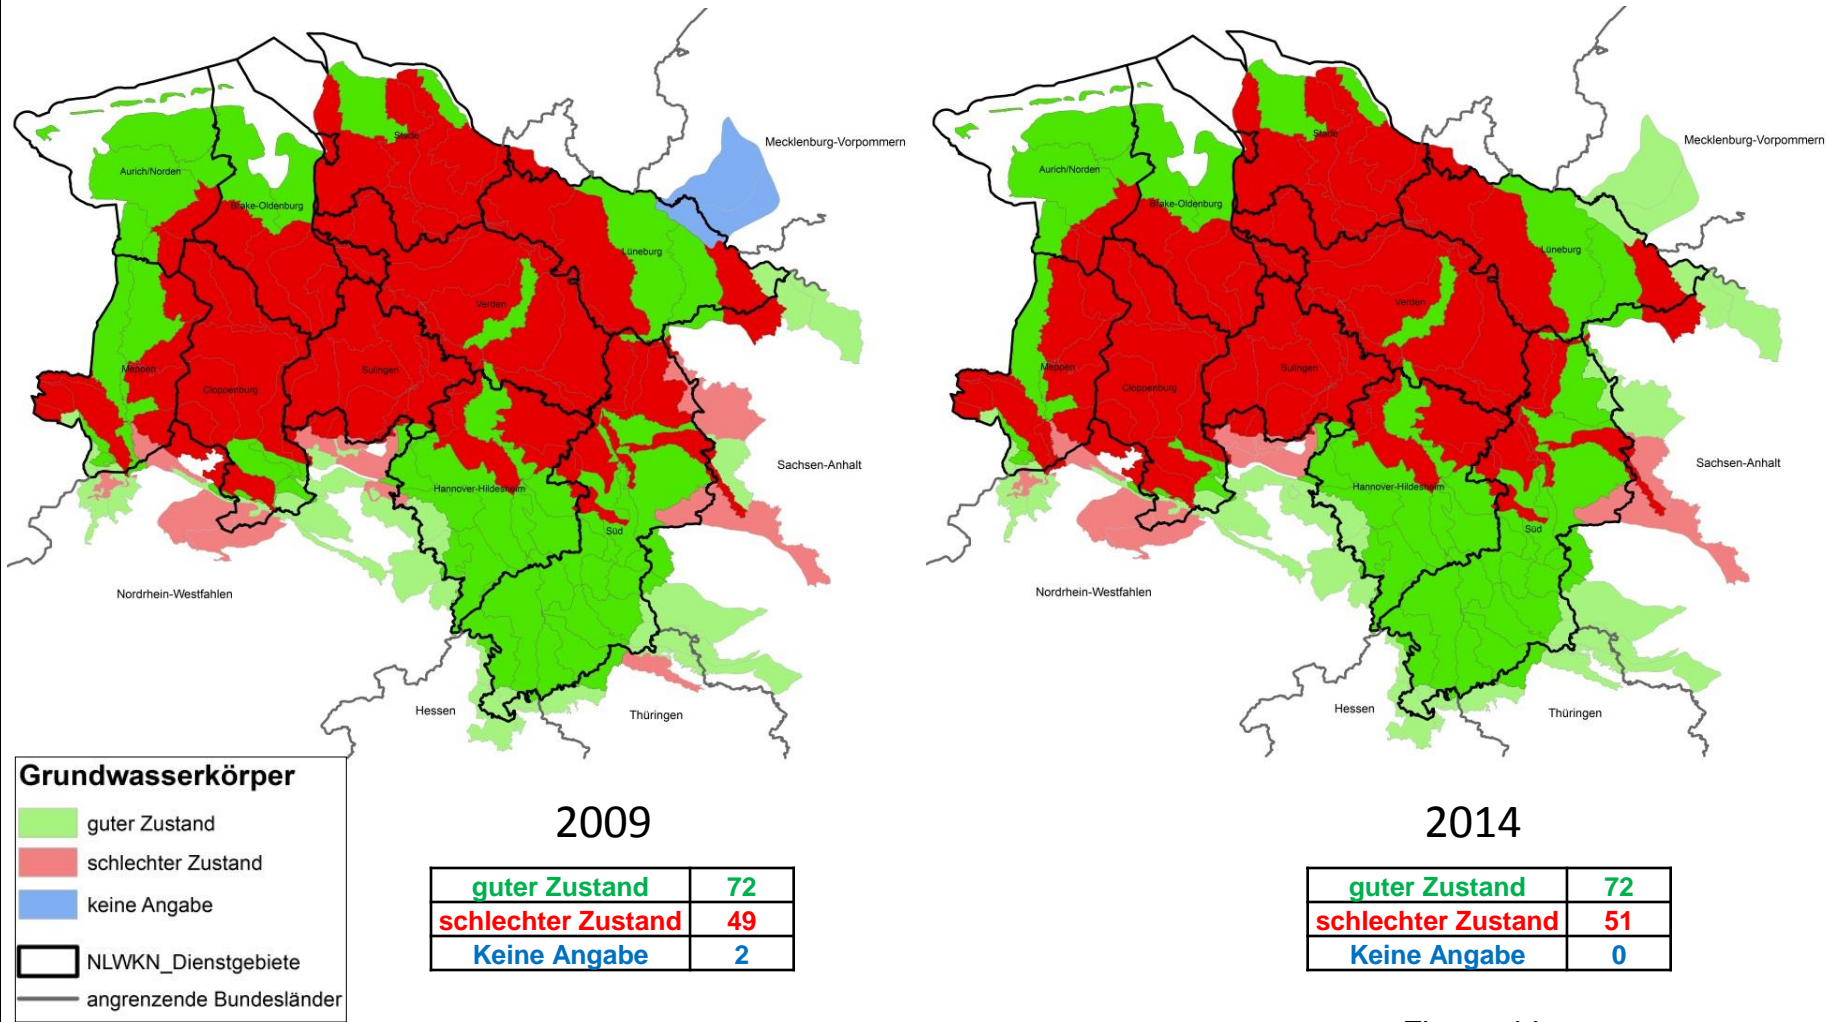 Mecklenburg-Vorpommern
Stade
Aurich/Norden
Brake-Oldenburg
Lüneburg
Verden
Meppen
Cloppenburg
Sulingen
Sachsen-Anhalt
Hannover-Hildesheim
Süd
Nordrhein-Westfahlen
Hessen
Thüringen
Mecklenburg-Vorpommern
Stade
Aurich/Norden
Brake-Oldenburg
Lüneburg
Verden
Meppen
Cloppenburg
Sulingen
Sachsen-Anhalt
Hannover-Hildesheim
Süd
Nordrhein-Westfahlen
Hessen
Thüringen
Grundwasserkörper
guter Zustand
schlechter Zustand
keine Angabe
NLWKN_Dienstgebiete
angrenzende Bundesländer
2009
guter Zustand 72
schlechter Zustand 49
Keine Angabe 2
2014
guter Zustand 72
schlechter Zustand 51
Keine Angabe 0